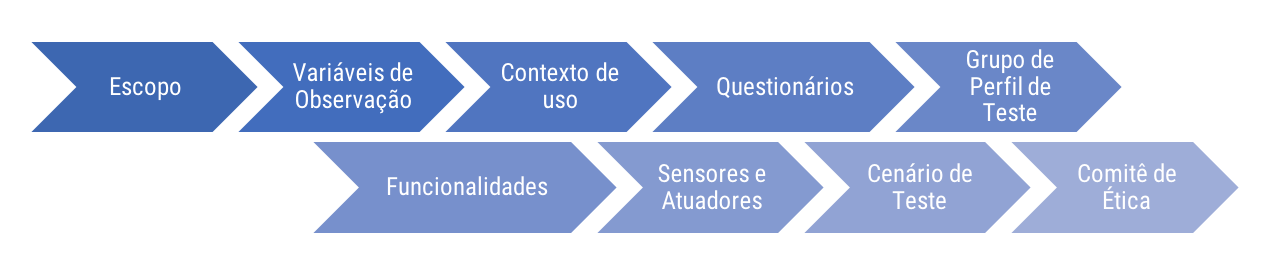 Escopo
Variáveis de
Observação
Contexto de
uso
Questionários
Grupo de
Perfil de
Teste
Funcionalidades
Sensores e
Atuadores
Cenário de
Teste
Comitê de
Ética